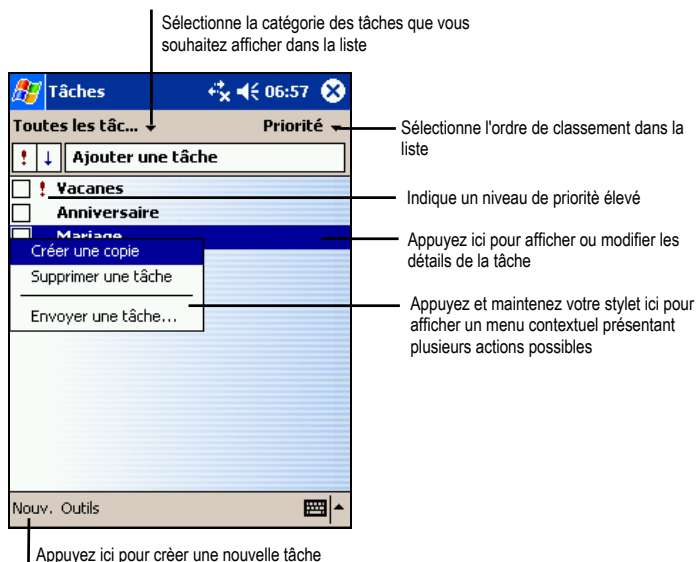 Sélectionne la catégorie des tâches que vous
souhaitez afficher dans la liste
Tâches
06:57
Toutes les tâc...
Priorité
Sélectionne l'ordre de classement dans la
liste
! ↓ Ajouter une tâche
! Vacanes
Indique un niveau de prioritè élevé
Anniversaire
Mariage
Appuyez ici pour afficher ou modifier les
détails de la tâche
Créer une copie
Supprimer une tâche
Envoyer une tâche...
Appuyez et maintenez votre stylet ici pour
afficher un menu contextuel présentant
plusieurs actions possibles
Nouv. Outils
Appuyez ici pour crèer une nouvelle tâche